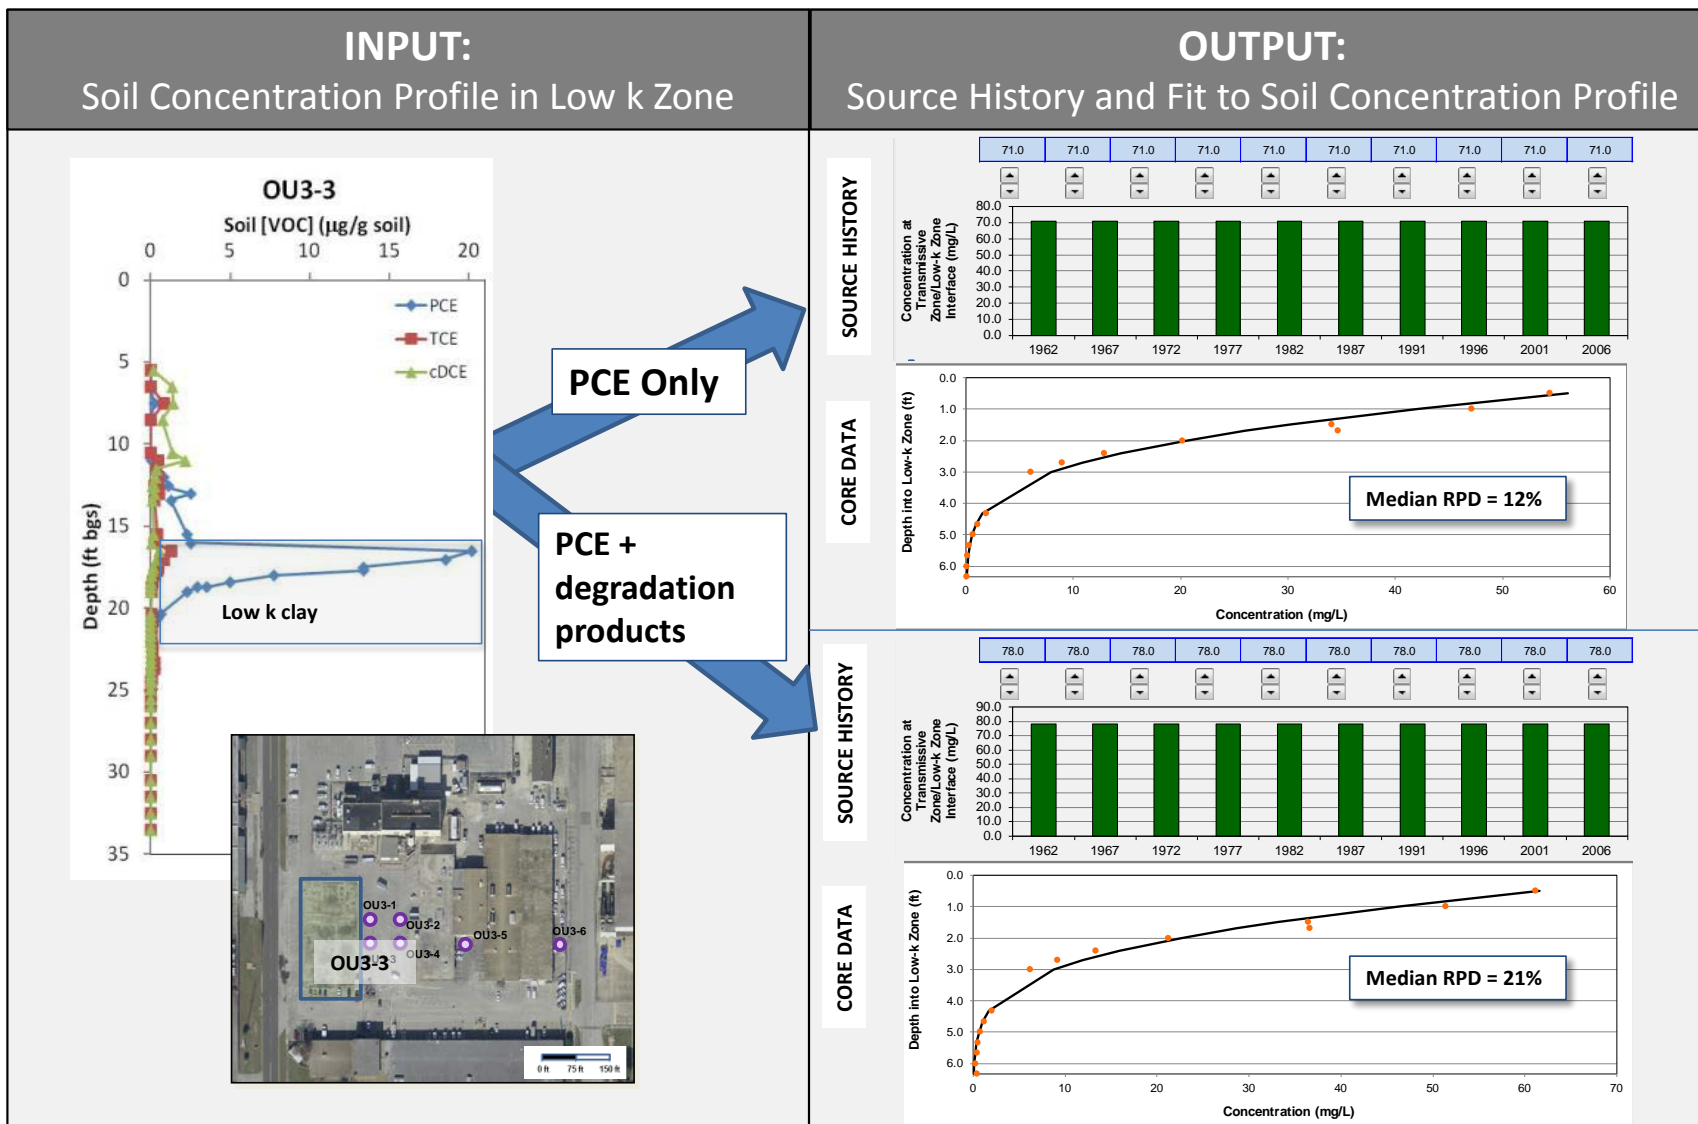 INPUT:
Soil Concentration Profile in Low k Zone
OUTPUT:
Source History and Fit to Soil Concentration Profile
OU3-3
Soil [VOC] (µg/g soil)
0 5 10 15 20
0
5
10
15
20
25
30
35
Depth (ft bgs)
PCE
TCE
cDCE
Low k clay
PCE Only
PCE +
degradation
products
OU3-1
OU3-2
OU3-4
OU3-3
OU3-5
OU3-6
0 ft 75 ft 150 ft
SOURCE HISTORY
71.0 71.0 71.0 71.0 71.0 71.0 71.0 71.0 71.0 71.0
Concentration at
Transmissive
Zone/Low-k Zone
Interface (mg/L)
80.0
70.0
60.0
50.0
40.0
30.0
20.0
10.0
0.0
1962 1967 1972 1977 1982 1987 1991 1996 2001 2006
CORE DATA
Depth into Low-k Zone (ft)
0.0
1.0
2.0
3.0
4.0
5.0
6.0
Median RPD = 12%
0 10 20 30 40 50 60
Concentration (mg/L)
SOURCE HISTORY
78.0 78.0 78.0 78.0 78.0 78.0 78.0 78.0 78.0 78.0
Concentration at
Transmissive
Zone/Low-k Zone
Interface (mg/L)
90.0
80.0
70.0
60.0
50.0
40.0
30.0
20.0
10.0
0.0
1962 1967 1972 1977 1982 1987 1991 1996 2001 2006
CORE DATA
Depth into Low-k Zone (ft)
0.0
1.0
2.0
3.0
4.0
5.0
6.0
Median RPD = 21%
0 10 20 30 40 50 60 70
Concentration (mg/L)